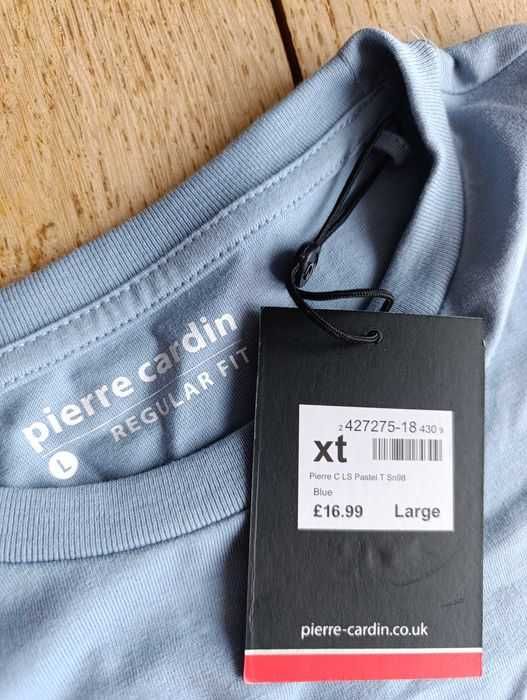 pierre cardin
REGULAR FIT
L
2 427275-18 430 9
xt
Pierre C LS Pastel T Sn98
Blue
£16.99 Large
pierre-cardin.co.uk